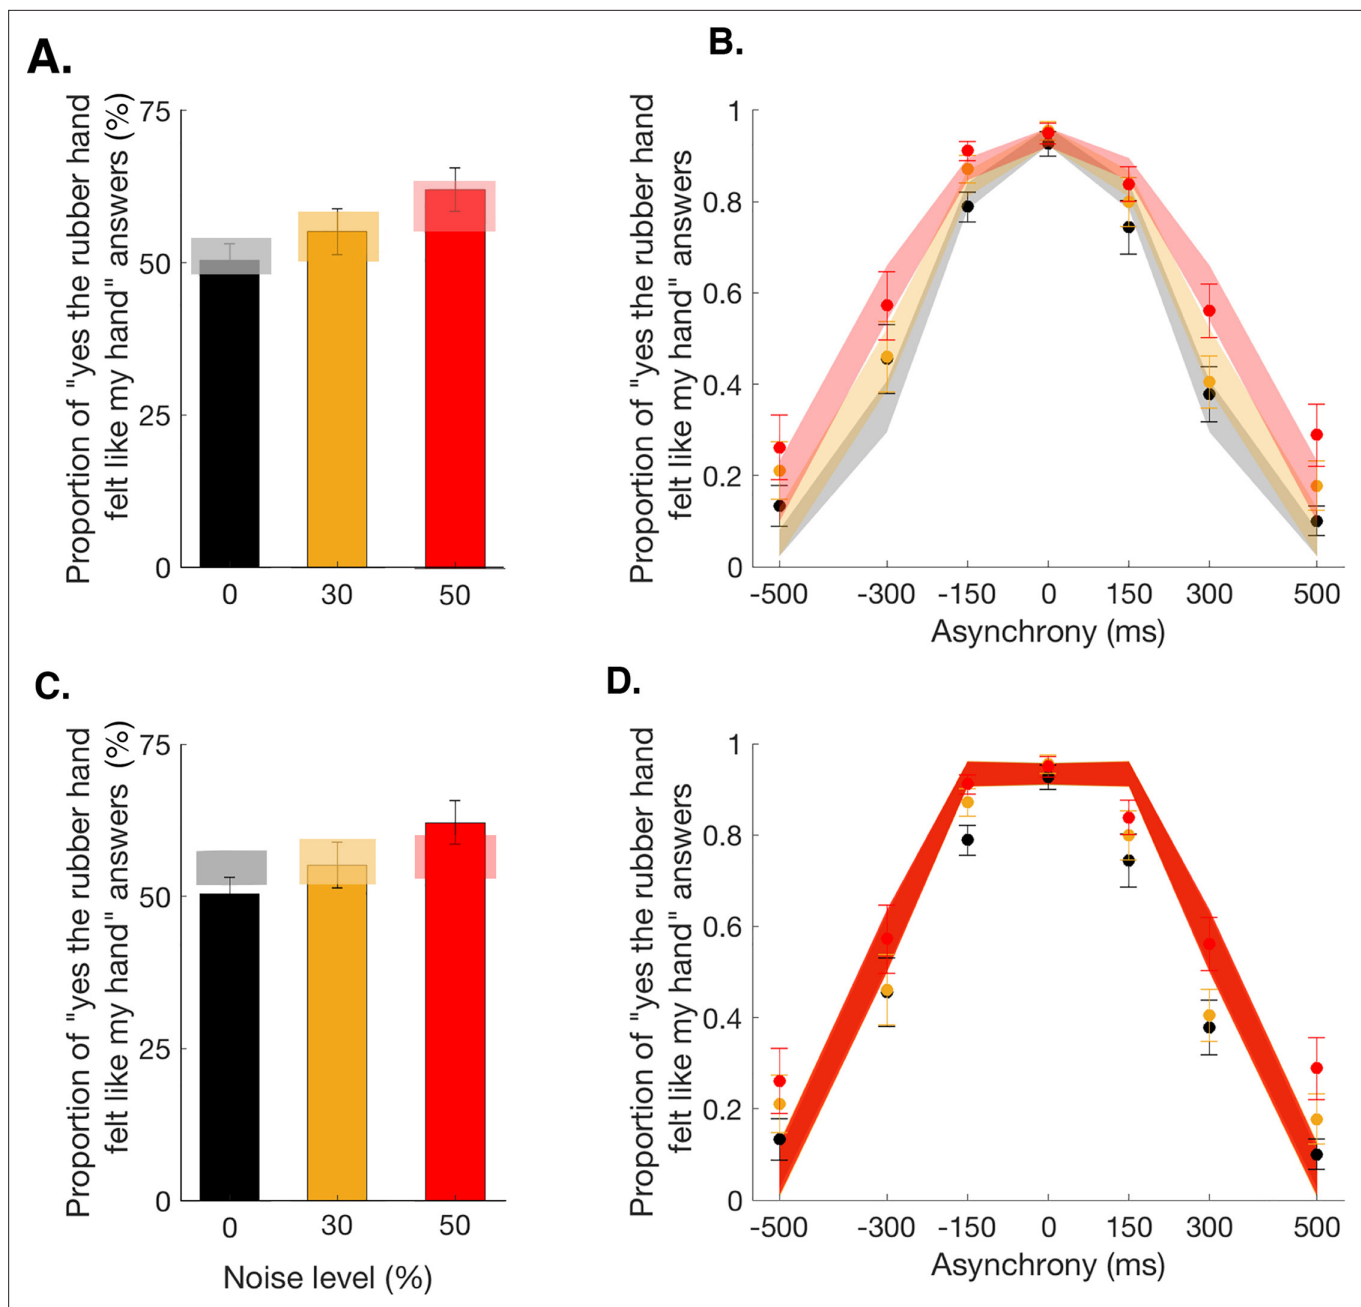 A.
Proportion of "yes the rubber hand
felt like my hand" answers (%)
75
50
25
0
0 30 50
B.
Proportion of "yes the rubber hand
felt like my hand" answers
1
0.8
0.6
0.4
0.2
0
-500 -300 -150 0 150 300 500
Asynchrony (ms)
C.
Proportion of "yes the rubber hand
felt like my hand" answers (%)
75
50
25
0
0 30 50
Noise level (%)
D.
Proportion of "yes the rubber hand
felt like my hand" answers
1
0.8
0.6
0.4
0.2
0
-500 -300 -150 0 150 300 500
Asynchrony (ms)